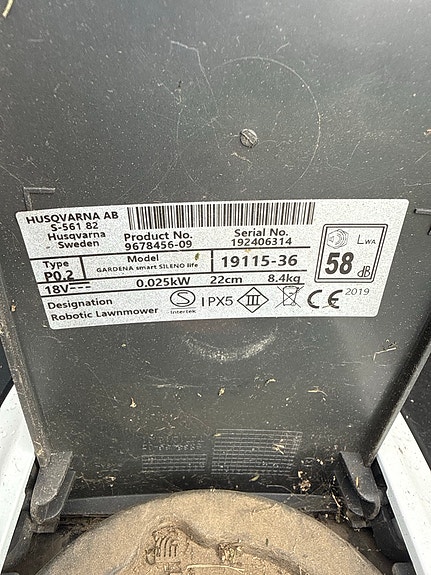 HUSQVARNA AB
S-561 82
Husqvarna
Sweden
Product No.
9678456-09
Serial No.
192406314
Type
P0.2
Model
GARDENA smart SILENO life
19115-36
LWA
58 dB
18V 0.025kW 22cm 8.4kg
Designation
Robotic Lawnmower
S
Intertek
IPX5
III
CE
2019